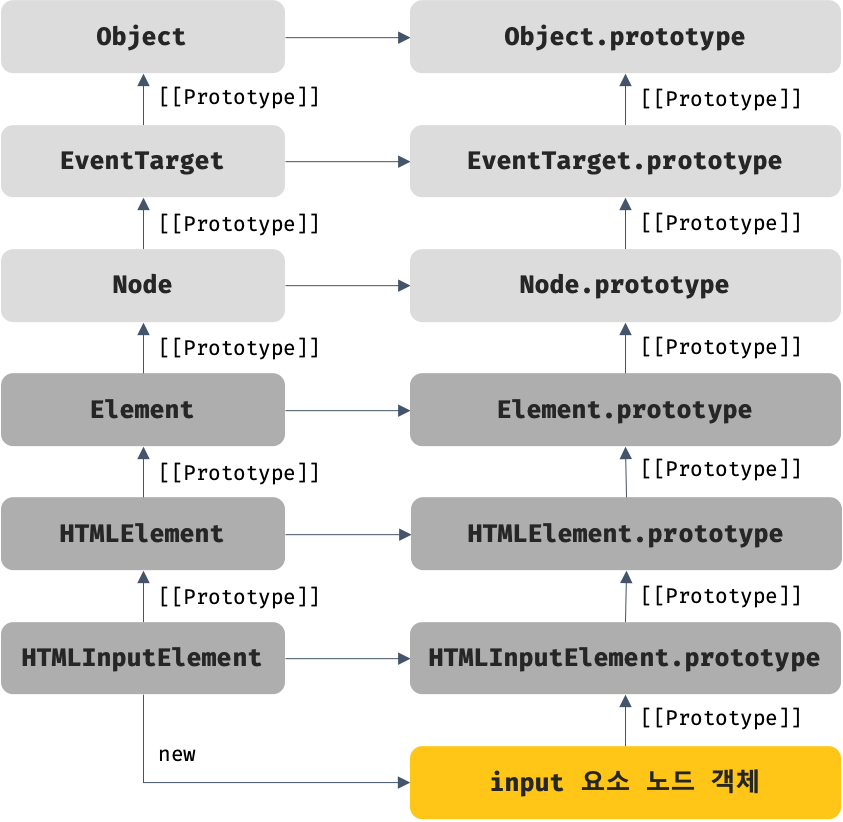 Object
Object.prototype
[[Prototype]]
[[Prototype]]
EventTarget
EventTarget.prototype
[[Prototype]]
[[Prototype]]
Node
Node.prototype
[[Prototype]]
[[Prototype]]
Element
Element.prototype
[[Prototype]]
[[Prototype]]
HTMLElement
HTMLElement.prototype
[[Prototype]]
[[Prototype]]
HTMLInputElement
HTMLInputElement.prototype
[[Prototype]]
new
input 요소 노드 객체